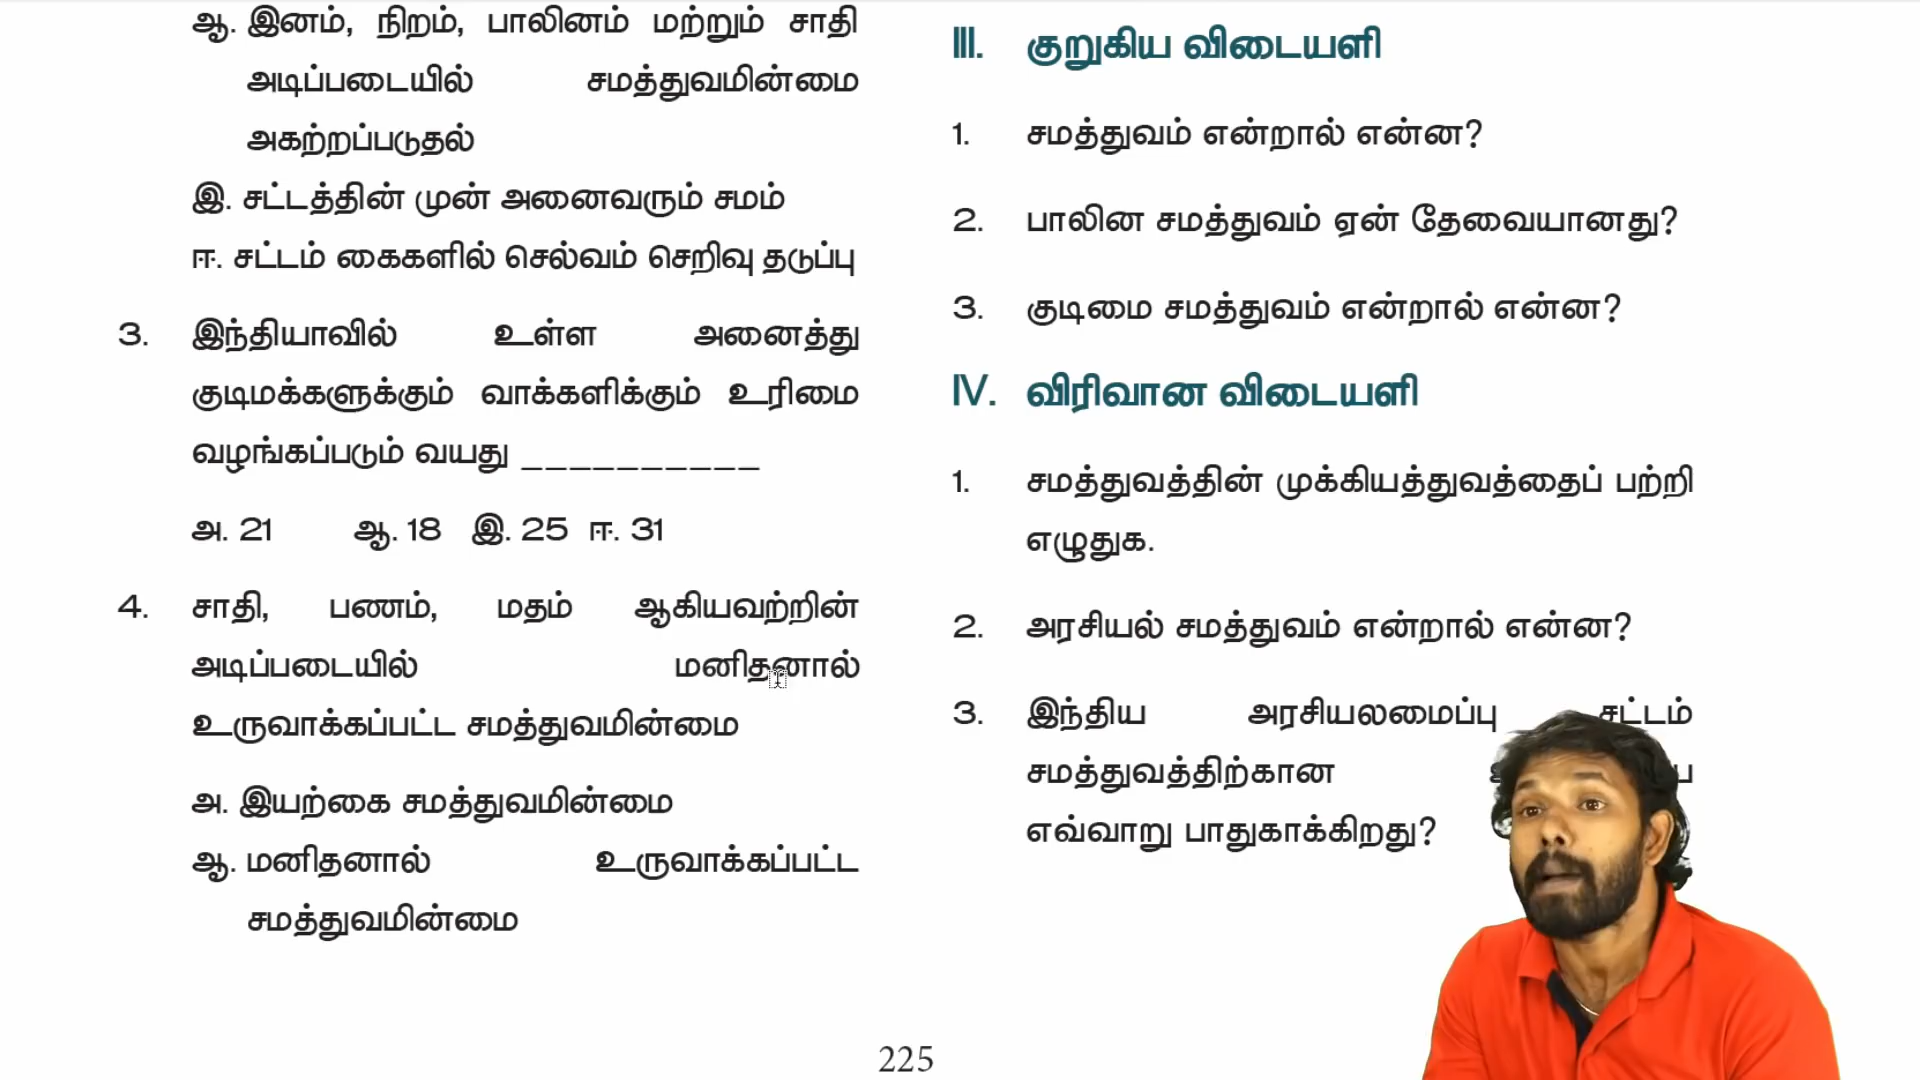 ஆ. இனம், நிறம், பாலினம் மற்றும் சாதி
அடிப்படையில் சமத்துவமின்மை
அகற்றப்படுதல்
இ. சட்டத்தின் முன் அனைவரும் சமம்
ஈ. சட்டம் கைகளில் செல்வம் செறிவு தடுப்பு
3. இந்தியாவில் உள்ள அனைத்து
குடிமக்களுக்கும் வாக்களிக்கும் உரிமை
வழங்கப்படும் வயது __________
அ. 21 ஆ. 18 இ. 25 ஈ. 31
4. சாதி, பணம், மதம் ஆகியவற்றின்
அடிப்படையில் மனிதனால்
உருவாக்கப்பட்ட சமத்துவமின்மை
அ. இயற்கை சமத்துவமின்மை
ஆ. மனிதனால் உருவாக்கப்பட்ட
சமத்துவமின்மை
III. குறுகிய விடையளி
1. சமத்துவம் என்றால் என்ன?
2. பாலின சமத்துவம் ஏன் தேவையானது?
3. குடிமை சமத்துவம் என்றால் என்ன?
IV. விரிவான விடையளி
1. சமத்துவத்தின் முக்கியத்துவத்தைப் பற்றி
எழுதுக.
2. அரசியல் சமத்துவம் என்றால் என்ன?
3. இந்திய அரசியலமைப்பு சட்டம்
சமத்துவத்திற்கான
எவ்வாறு பாதுகாக்கிறது?
225